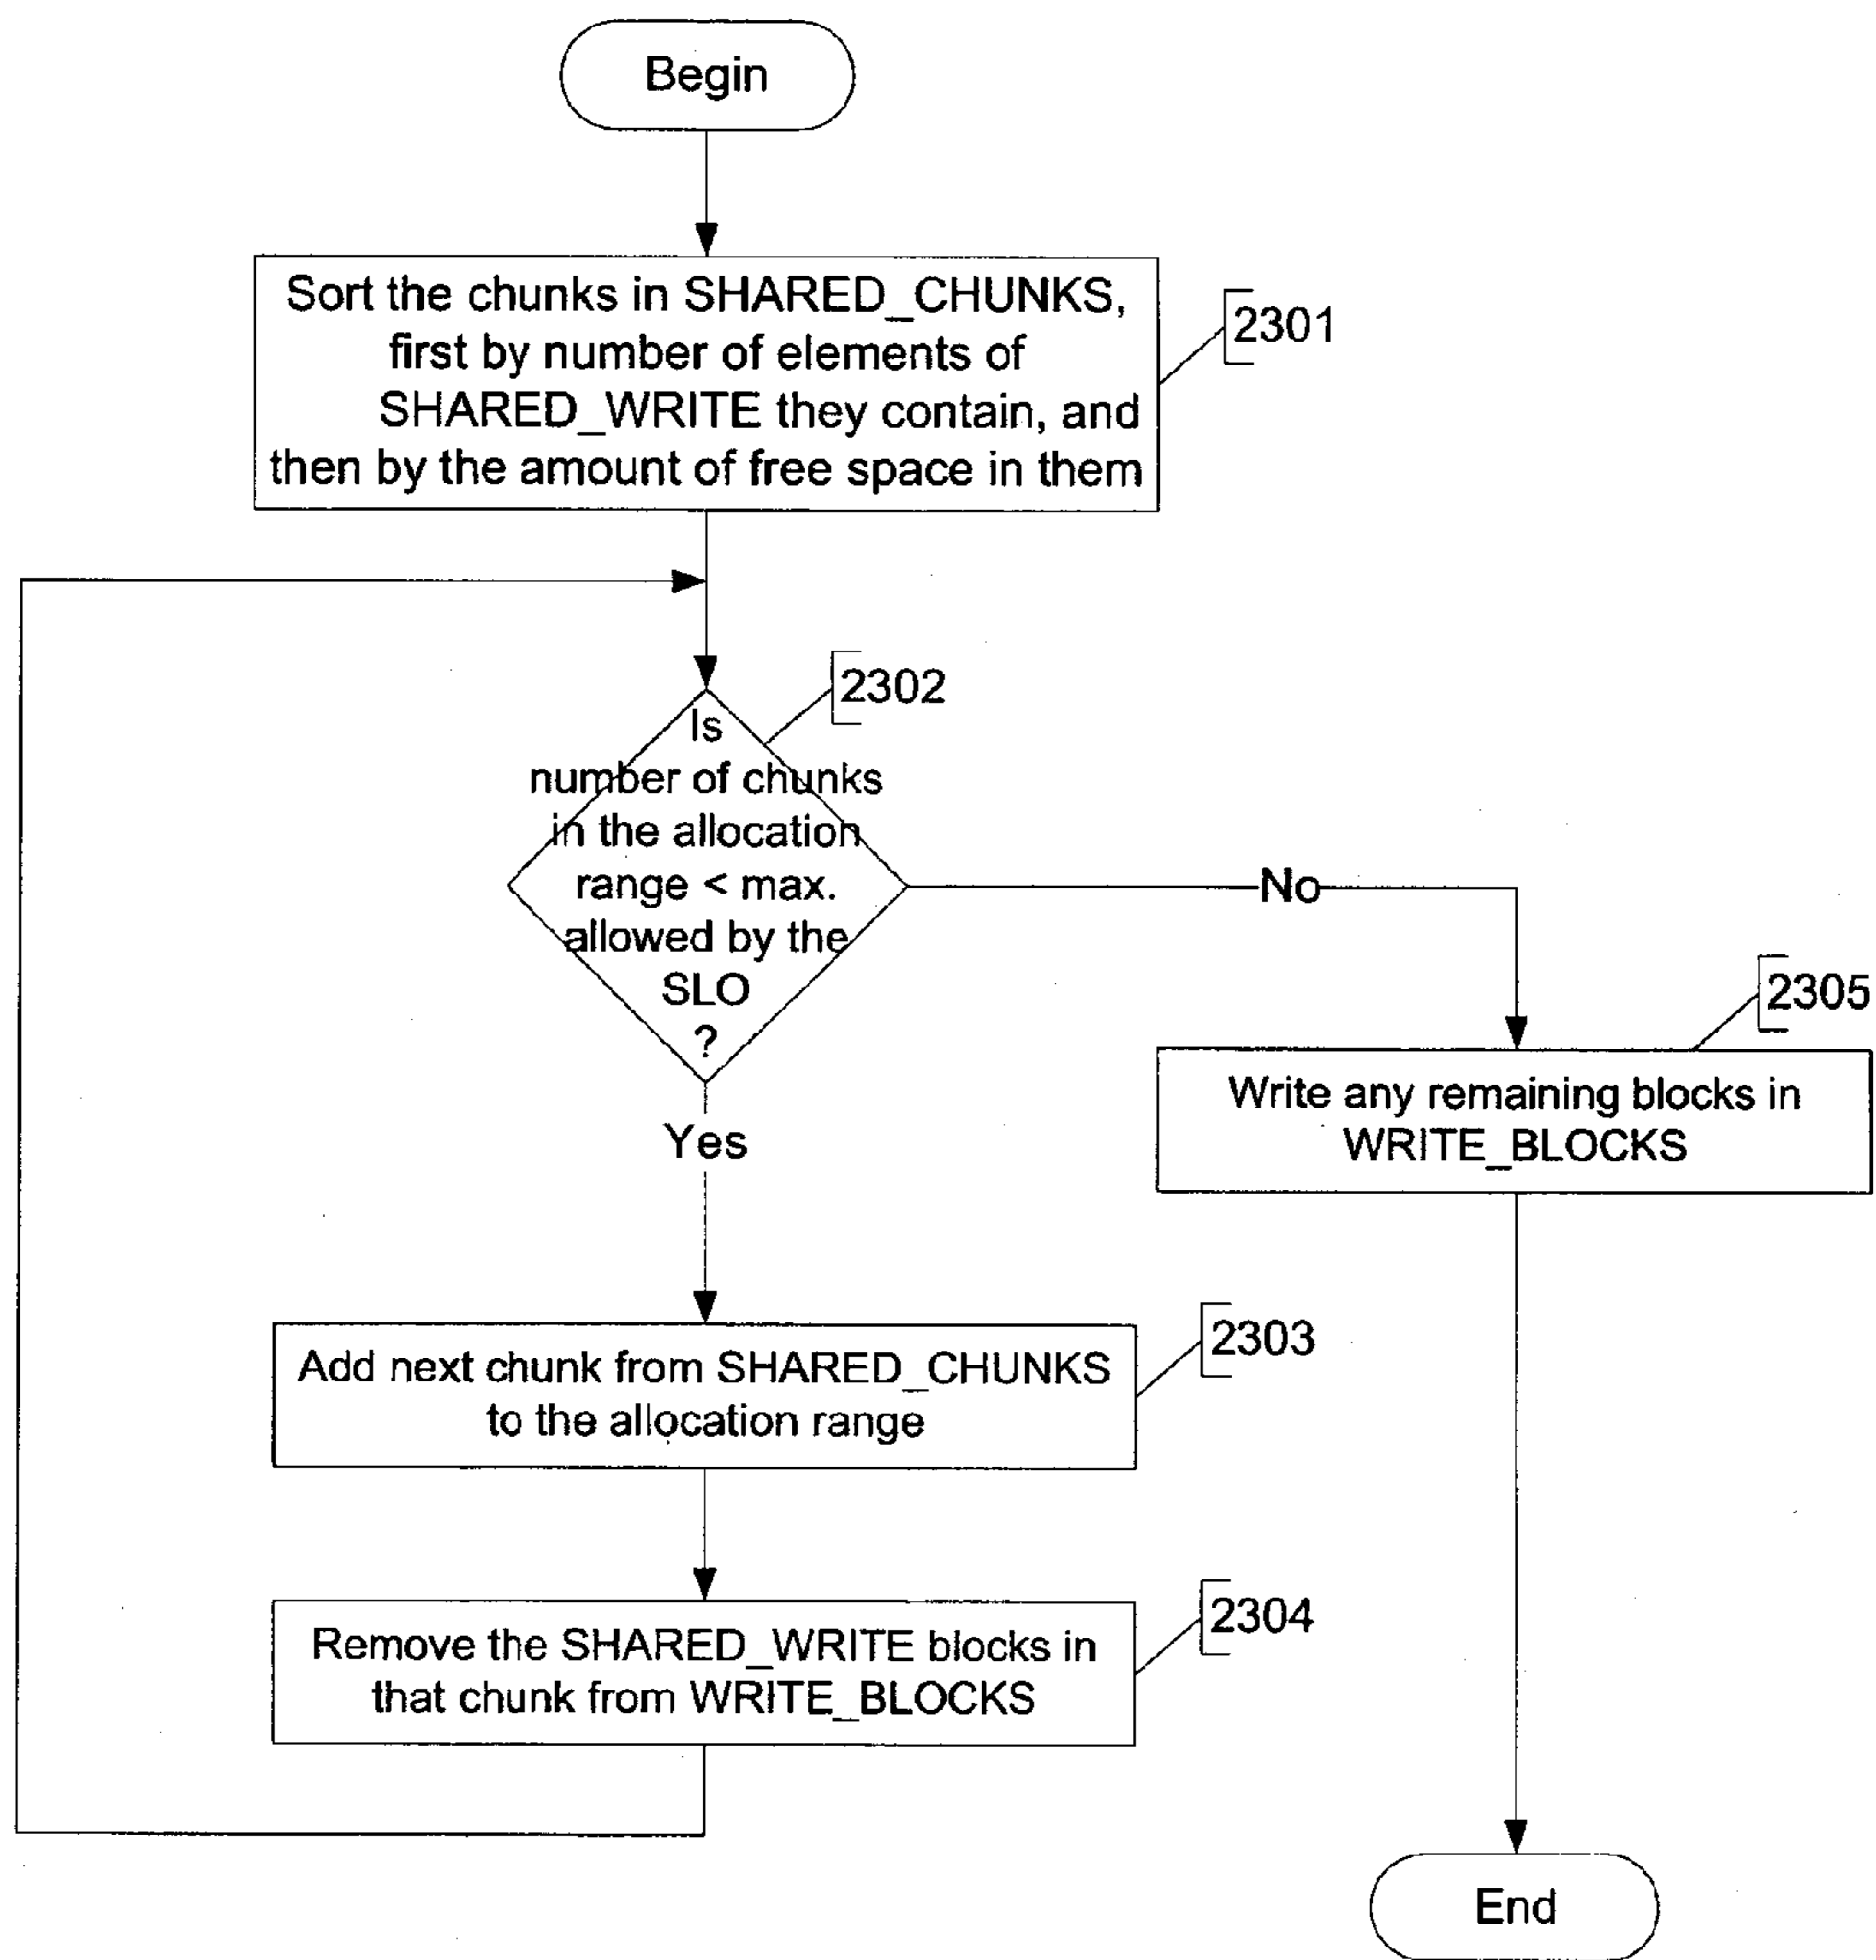 Begin
Sort the chunks in SHARED_CHUNKS,
first by number of elements of
SHARED_WRITE they contain, and
then by the amount of free space in them
2301
2302
Is
number of chunks
in the allocation
range < max.
allowed by the
SLO
?
No
2305
Write any remaining blocks in
WRITE_BLOCKS
Yes
2303
Add next chunk from SHARED_CHUNKS
to the allocation range
2304
Remove the SHARED_WRITE blocks in
that chunk from WRITE_BLOCKS
End